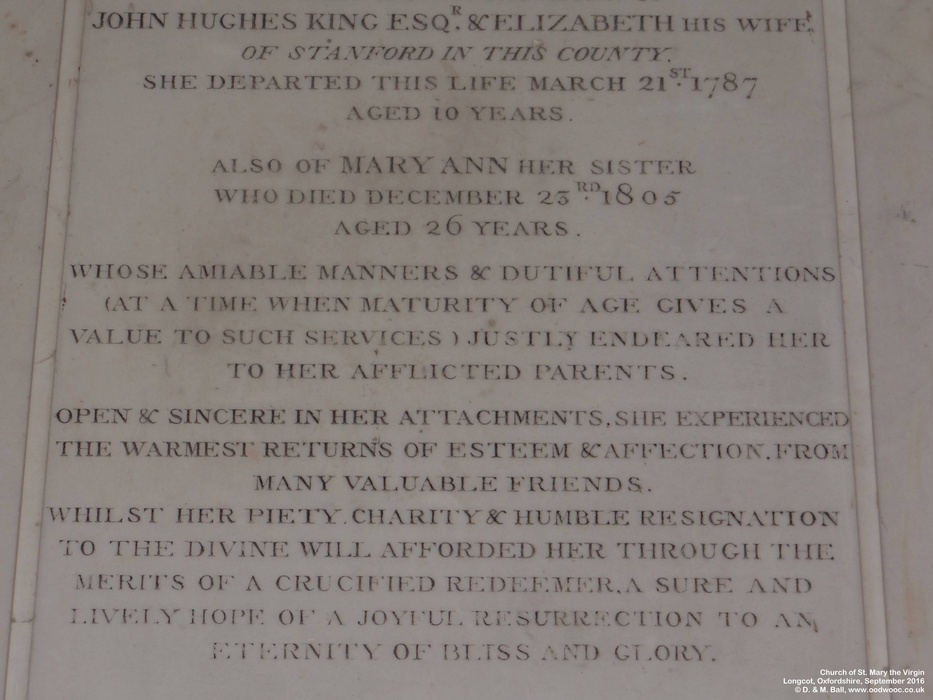 JOHN HUGHES KING ESQR. & ELIZABETH HIS WIFE.
OF STANFORD IN THIS COUNTY.
SHE DEPARTED THIS LIFE MARCH 21ST. 1787
AGED 10 YEARS.
ALSO OF MARY ANN HER SISTER
WHO DIED DECEMBER 23RD. 1805
AGED 26 YEARS.
WHOSE AMIABLE MANNERS & DUTIFUL ATTENTIONS
(AT A TIME WHEN MATURITY OF AGE GIVES A
VALUE TO SUCH SERVICES) JUSTLY ENDEARED HER
TO HER AFFLICTED PARENTS.
OPEN & SINCERE IN HER ATTACHMENTS, SHE EXPERIENCED
THE WARMEST RETURNS OF ESTEEM & AFFECTION, FROM
MANY VALUABLE FRIENDS.
WHILST HER PIETY, CHARITY & HUMBLE RESIGNATION
TO THE DIVINE WILL AFFORDED HER THROUGH THE
MERITS OF A CRUCIFIED REDEEMER, A SURE AND
LIVELY HOPE OF A JOYFUL RESURRECTION TO AN
ETERNITY OF BLISS AND GLORY.
Church of St. Mary the Virgin
Longcot, Oxfordshire, September 2016
© D. & M. Ball, www.oodwooc.co.uk